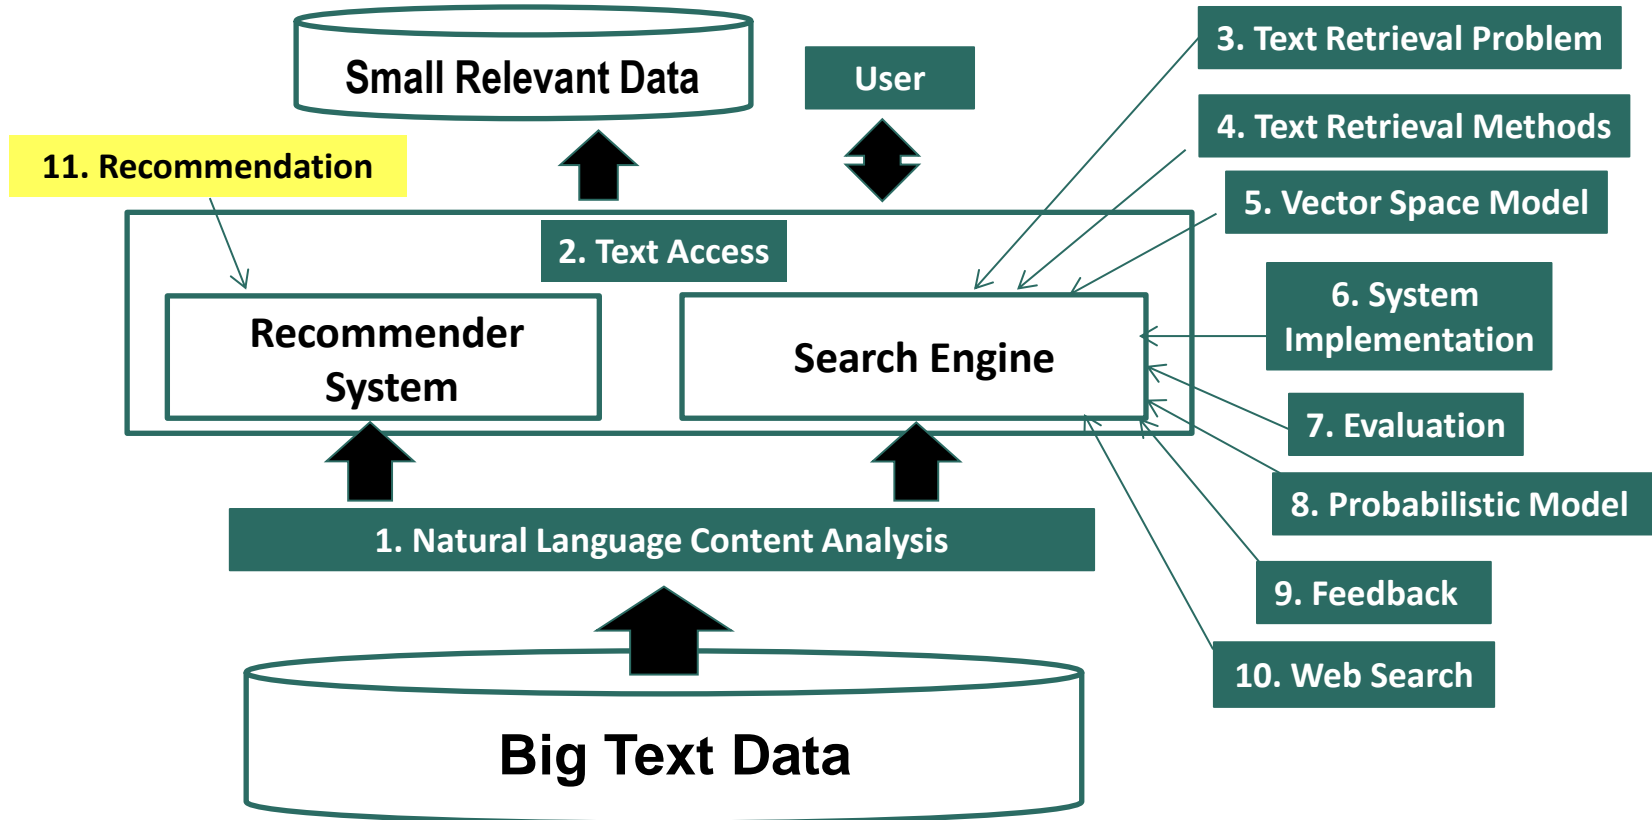 Small Relevant Data
User
3. Text Retrieval Problem
4. Text Retrieval Methods
11. Recommendation
5. Vector Space Model
2. Text Access
Recommender
System
Search Engine
6. System
Implementation
7. Evaluation
8. Probabilistic Model
1. Natural Language Content Analysis
9. Feedback
10. Web Search
Big Text Data